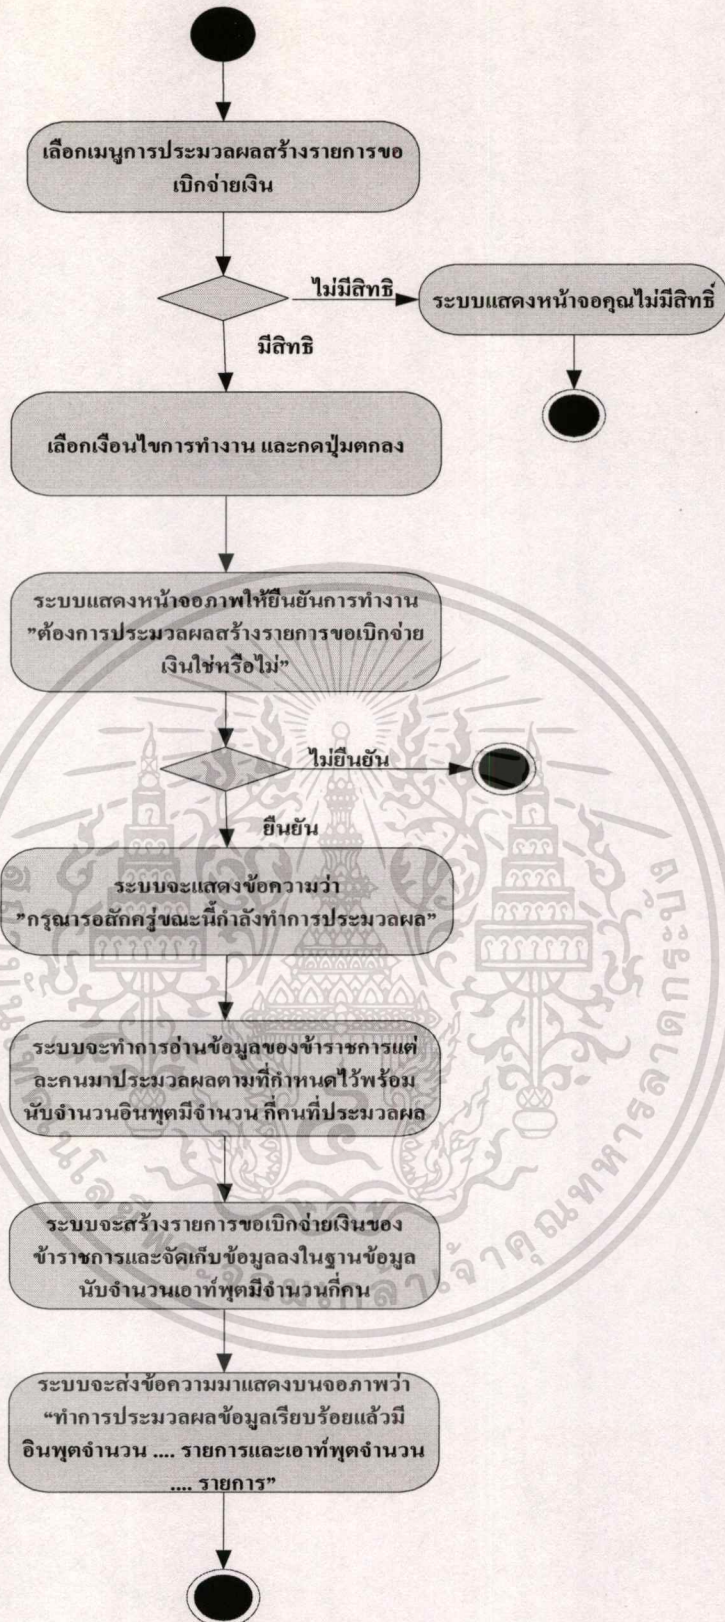 เลือกเมนูการประมวลผลสร้างรายการขอ
เบิกจ่ายเงิน
ไม่มีสิทธิ
ระบบแสดงหน้าจอคุณไม่มีสิทธิ์
มีสิทธิ
เลือกเงื่อนไขการทำงาน และกดปุ่มตกลง
ระบบแสดงหน้าจอภาพให้ยืนยันการทำงาน
”ต้องการประมวลผลสร้างรายการขอเบิกจ่าย
เงินใช่หรือไม่”
ไม่ยืนยัน
ยืนยัน
ระบบจะแสดงข้อความว่า
”กรุณารอสักครู่ขณะนี้กำลังทำการประมวลผล”
ระบบจะทำการอ่านข้อมูลของข้าราชการแต่
ละคนมาประมวลผลตามที่กำหนดไว้พร้อม
นับจำนวนอินพุตมีจำนวน กี่คนที่ประมวลผล
ระบบจะสร้างรายการขอเบิกจ่ายเงินของ
ข้าราชการและจัดเก็บข้อมูลลงในฐานข้อมูล
นับจำนวนเอาท์พุตมีจำนวนกี่คน
ระบบจะส่งข้อความมาแสดงบนจอภาพว่า
“ทำการประมวลผลข้อมูลเรียบร้อยแล้วมี
อินพุตจำนวน .... รายการและเอาท์พุตจำนวน
.... รายการ”